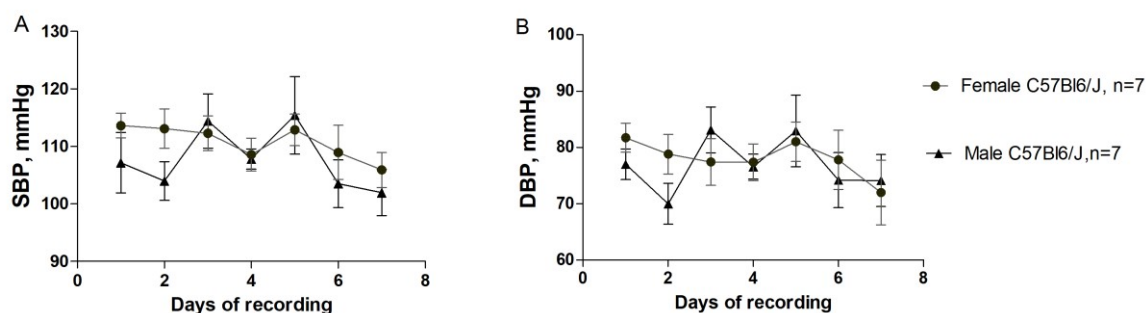 A
SBP, mmHg
130
120
110
100
90
0
2
4
6
8
Days of recording
B
DBP, mmHg
100
90
80
70
60
0
2
4
6
8
Days of recording
Female C57Bl6/J, n=7
Male C57Bl6/J,n=7